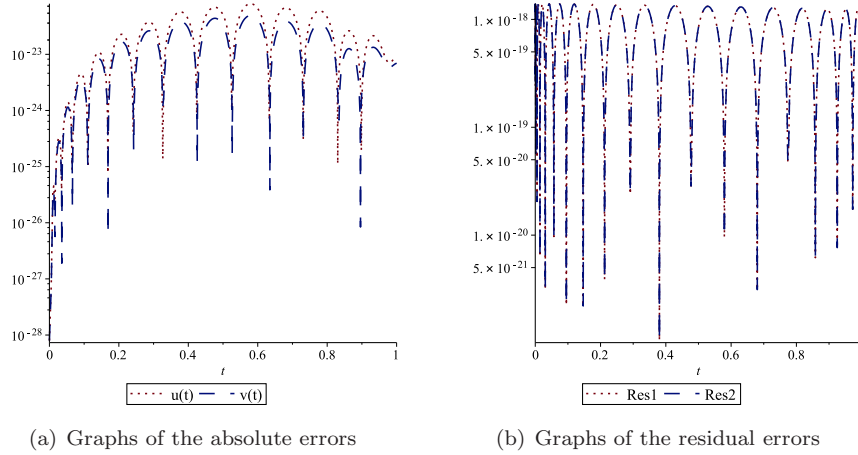 10⁻²³
10⁻²⁴
10⁻²⁵
10⁻²⁶
10⁻²⁷
10⁻²⁸
0 0.2 0.4 0.6 0.8 1
t
u(t) v(t)
(a) Graphs of the absolute errors
1. × 10⁻¹⁸
5. × 10⁻¹⁹
1. × 10⁻¹⁹
5. × 10⁻²⁰
1. × 10⁻²⁰
5. × 10⁻²¹
0 0.2 0.4 0.6 0.8
t
Res1 Res2
(b) Graphs of the residual errors